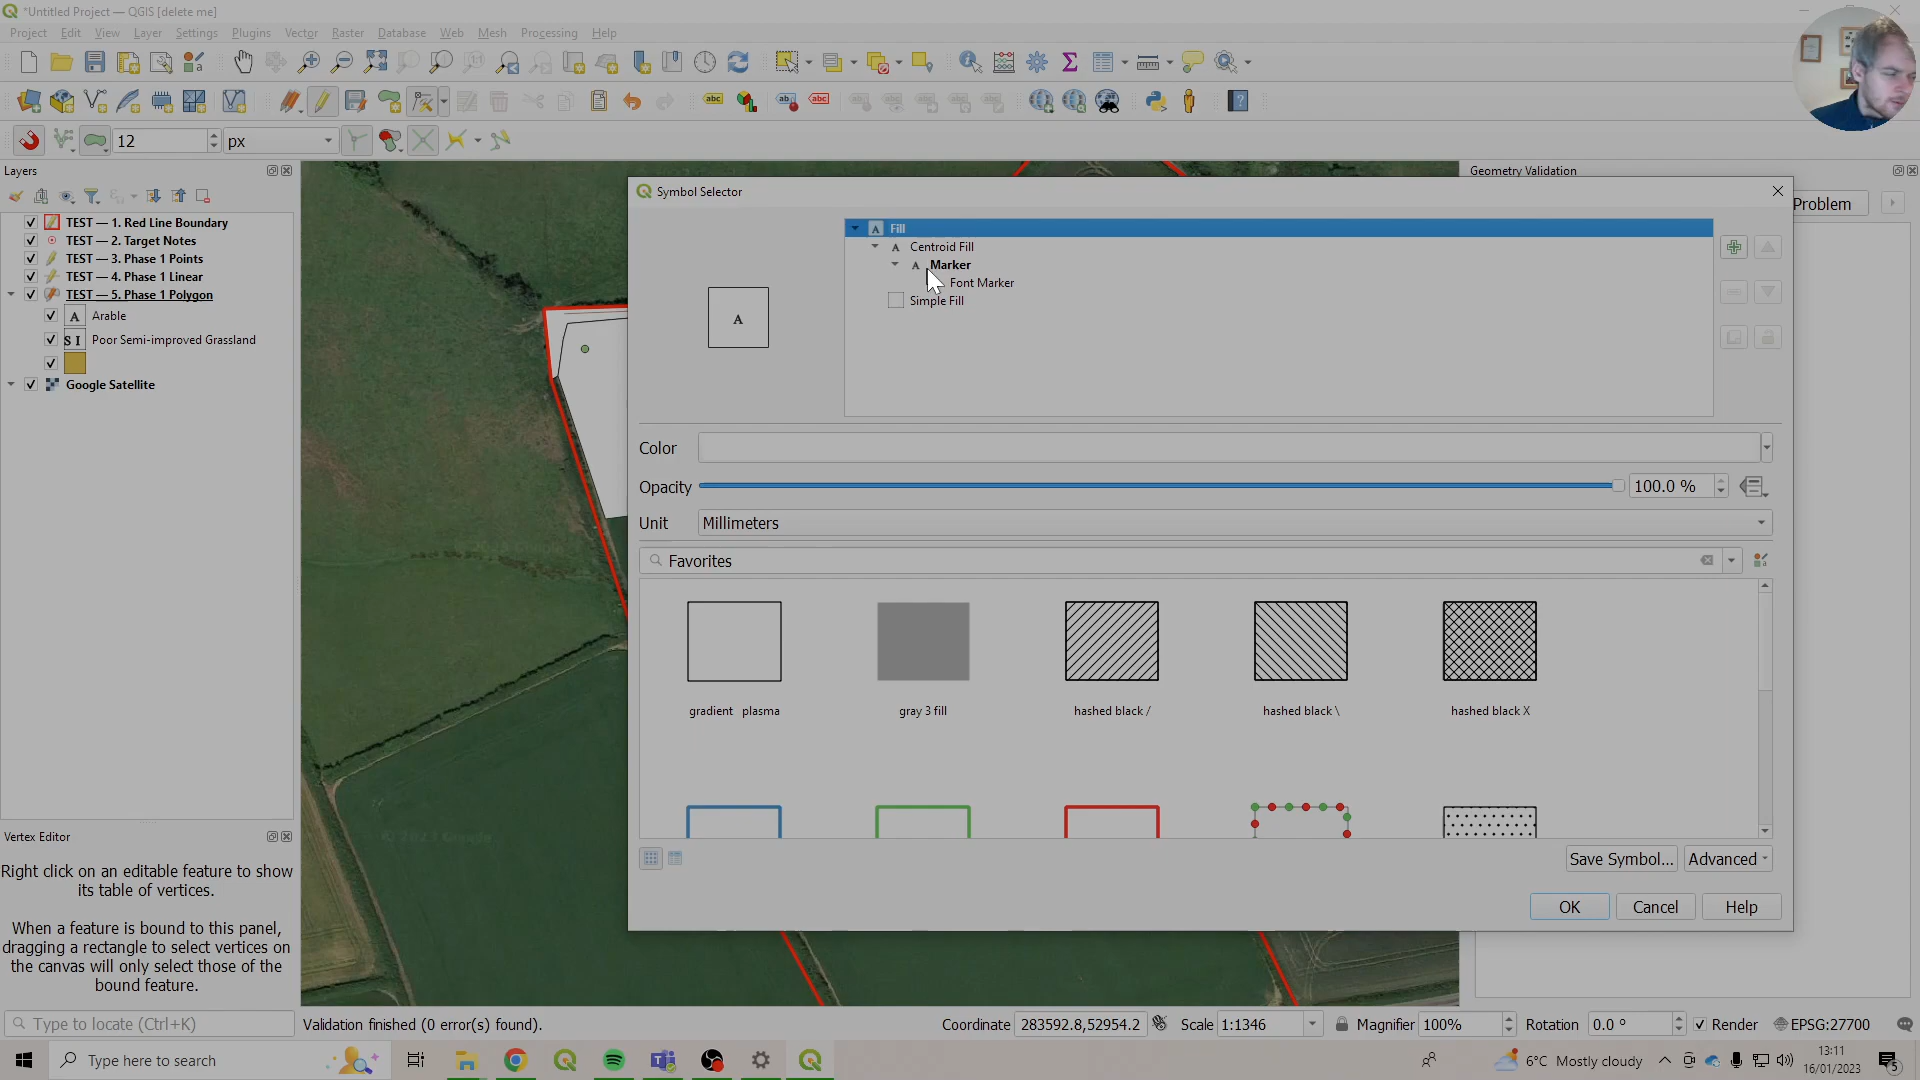 *Untitled Project — QGIS [delete me]
Project Edit View Layer Settings Plugins Vector Raster Database Web Mesh Processing Help
12 px
Layers
TEST — 1. Red Line Boundary
TEST — 2. Target Notes
TEST — 3. Phase 1 Points
TEST — 4. Phase 1 Linear
TEST — 5. Phase 1 Polygon
A Arable
S I Poor Semi-improved Grassland
Google Satellite
Vertex Editor
Right click on an editable feature to show
its table of vertices.
When a feature is bound to this panel,
dragging a rectangle to select vertices on
the canvas will only select those of the
bound feature.
Geometry Validation
Problem
Symbol Selector
A
A Fill
A Centroid Fill
A Marker
Font Marker
Simple Fill
Color
Opacity 100.0 %
Unit Millimeters
Favorites
gradient plasma
gray 3 fill
hashed black /
hashed black \
hashed black X
Save Symbol... Advanced
OK Cancel Help
Type to locate (Ctrl+K)
Validation finished (0 error(s) found).
Coordinate 283592.8,52954.2
Scale 1:1346
Magnifier 100%
Rotation 0.0 °
Render
EPSG:27700
Type here to search
6°C Mostly cloudy
13:11
16/01/2023
5